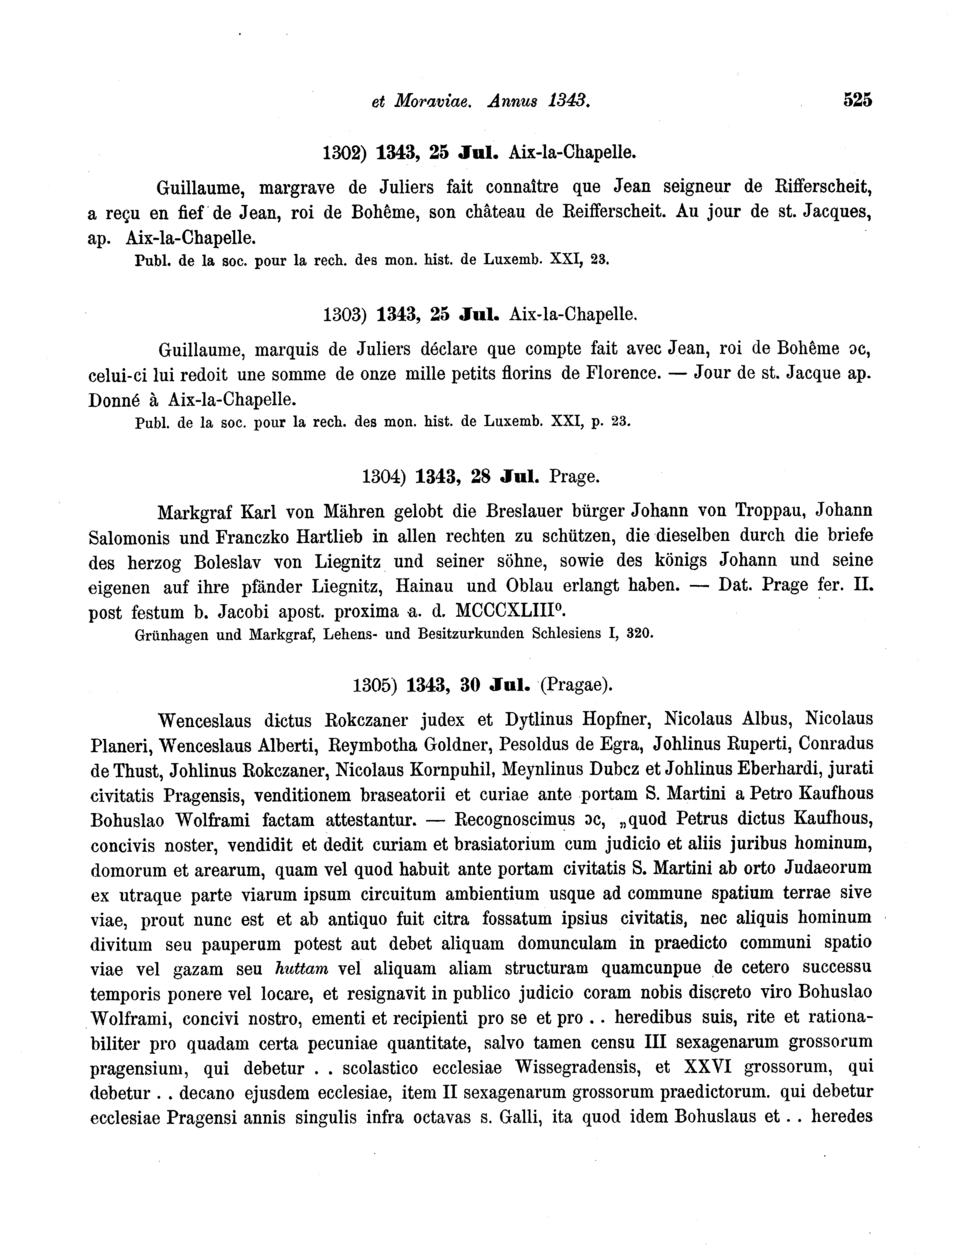 et Moraviae. Annus 1343. 525
1302) 1343, 25 Jul. Aix-la-Chapelle.
Guillaume, margrave de Juliers fait connaître que Jean seigneur de Rifferscheit,
a reçu en fief de Jean, roi de Bohême, son château de Reifferscheit. Au jour de st. Jacques,
ap. Aix-la-Chapelle.
Publ. de la soc. pour la rech. des mon. hist. de Luxemb. XXI, 23.
1303) 1343, 25 Jul. Aix-la-Chapelle.
Guillaume, marquis de Juliers déclare que compte fait avec Jean, roi de Bohême ɔc,
celui-ci lui redoit une somme de onze mille petits florins de Florence. — Jour de st. Jacque ap.
Donné à Aix-la-Chapelle.
Publ. de la soc. pour la rech. des mon. hist. de Luxemb. XXI, p. 23.
1304) 1343, 28 Jul. Prage.
Markgraf Karl von Mähren gelobt die Breslauer bürger Johann von Troppau, Johann
Salomonis und Franczko Hartlieb in allen rechten zu schützen, die dieselben durch die briefe
des herzog Boleslav von Liegnitz und seiner söhne, sowie des königs Johann und seine
eigenen auf ihre pfänder Liegnitz, Hainau und Oblau erlangt haben. — Dat. Prage fer. II.
post festum b. Jacobi apost. proxima a. d. MCCCXLIII⁰.
Grünhagen und Markgraf, Lehens- und Besitzurkunden Schlesiens I, 320.
1305) 1343, 30 Jul. (Pragae).
Wenceslaus dictus Rokczaner judex et Dytlinus Hopfner, Nicolaus Albus, Nicolaus
Planeri, Wenceslaus Alberti, Reymbotha Goldner, Pesoldus de Egra, Johlinus Ruperti, Conradus
de Thust, Johlinus Rokczaner, Nicolaus Kornpuhil, Meynlinus Dubcz et Johlinus Eberhardi, jurati
civitatis Pragensis, venditionem braseatorii et curiae ante portam S. Martini a Petro Kaufhous
Bohuslao Wolframi factam attestantur. — Recognoscimus ɔc, „quod Petrus dictus Kaufhous,
concivis noster, vendidit et dedit curiam et brasiatorium cum judicio et aliis juribus hominum,
domorum et arearum, quam vel quod habuit ante portam civitatis S. Martini ab orto Judaeorum
ex utraque parte viarum ipsum circuitum ambientium usque ad commune spatium terrae sive
viae, prout nunc est et ab antiquo fuit citra fossatum ipsius civitatis, nec aliquis hominum
divitum seu pauperum potest aut debet aliquam domunculam in praedicto communi spatio
viae vel gazam seu huttam vel aliquam aliam structuram quamcunpue de cetero successu
temporis ponere vel locare, et resignavit in publico judicio coram nobis discreto viro Bohuslao
Wolframi, concivi nostro, ementi et recipienti pro se et pro . . heredibus suis, rite et rationa-
biliter pro quadam certa pecuniae quantitate, salvo tamen censu III sexagenarum grossorum
pragensium, qui debetur . . scolastico ecclesiae Wissegradensis, et XXVI grossorum, qui
debetur . . decano ejusdem ecclesiae, item II sexagenarum grossorum praedictorum. qui debetur
ecclesiae Pragensi annis singulis infra octavas s. Galli, ita quod idem Bohuslaus et . . heredes